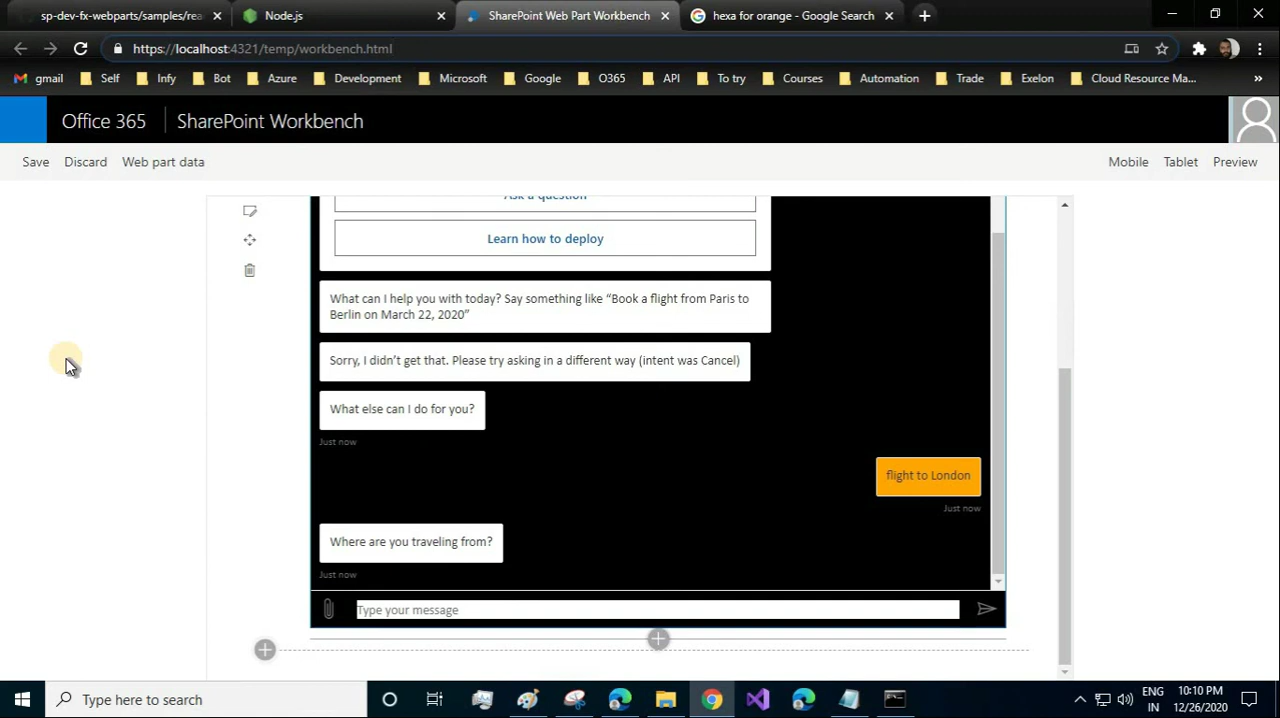 sp-dev-fx-webparts/samples/rea
Node.js
SharePoint Web Part Workbench
hexa for orange - Google Search
https://localhost:4321/temp/workbench.html
gmail Self Infy Bot Azure Development Microsoft Google O365 API To try Courses Automation Trade Exelon Cloud Resource Ma... »
Office 365 SharePoint Workbench
Save Discard Web part data Mobile Tablet Preview
Ask a question
Learn how to deploy
What can I help you with today? Say something like “Book a flight from Paris to
Berlin on March 22, 2020”
Sorry, I didn’t get that. Please try asking in a different way (intent was Cancel)
What else can I do for you?
Just now
flight to London
Just now
Where are you traveling from?
Just now
Type your message
Type here to search
ENG
IN
10:10 PM
12/26/2020